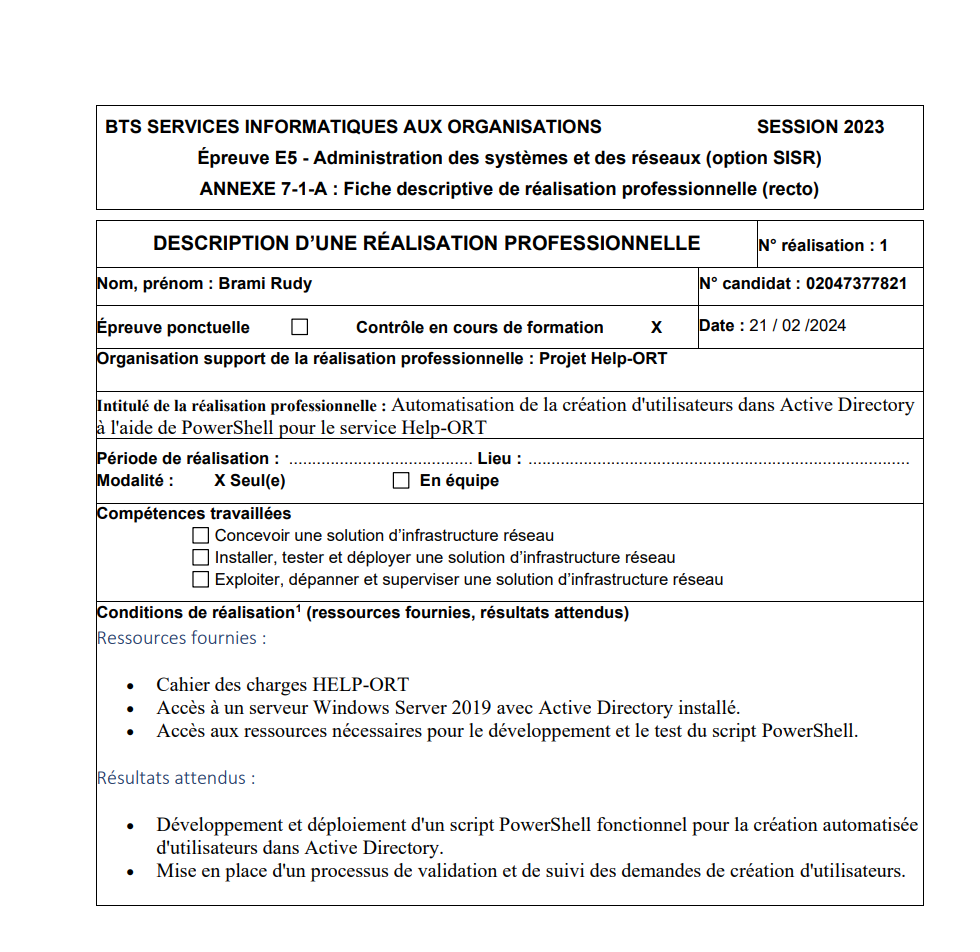 BTS SERVICES INFORMATIQUES AUX ORGANISATIONS SESSION 2023
Épreuve E5 - Administration des systèmes et des réseaux (option SISR)
ANNEXE 7-1-A : Fiche descriptive de réalisation professionnelle (recto)
DESCRIPTION D’UNE RÉALISATION PROFESSIONNELLE N° réalisation : 1
Nom, prénom : Brami Rudy N° candidat : 02047377821
Épreuve ponctuelle ☐ Contrôle en cours de formation X Date : 21 / 02 /2024
Organisation support de la réalisation professionnelle : Projet Help-ORT
Intitulé de la réalisation professionnelle : Automatisation de la création d'utilisateurs dans Active Directory
à l'aide de PowerShell pour le service Help-ORT
Période de réalisation : ........................................ Lieu : ...................................................................................
Modalité : X Seul(e) ☐ En équipe
Compétences travaillées
☐ Concevoir une solution d’infrastructure réseau
☐ Installer, tester et déployer une solution d’infrastructure réseau
☐ Exploiter, dépanner et superviser une solution d’infrastructure réseau
Conditions de réalisation¹ (ressources fournies, résultats attendus)
Ressources fournies :
• Cahier des charges HELP-ORT
• Accès à un serveur Windows Server 2019 avec Active Directory installé.
• Accès aux ressources nécessaires pour le développement et le test du script PowerShell.
Résultats attendus :
• Développement et déploiement d'un script PowerShell fonctionnel pour la création automatisée
d'utilisateurs dans Active Directory.
• Mise en place d'un processus de validation et de suivi des demandes de création d'utilisateurs.